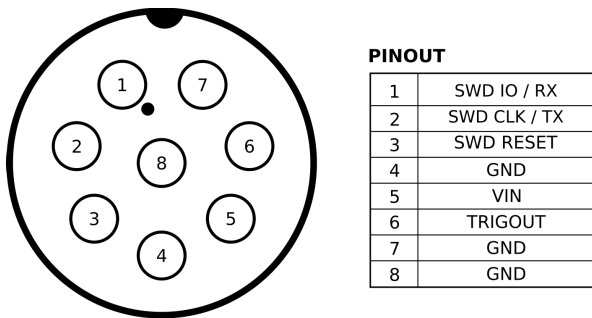 1 7
2 8 6
3 5
4
PINOUT
1 SWD IO / RX
2 SWD CLK / TX
3 SWD RESET
4 GND
5 VIN
6 TRIGOUT
7 GND
8 GND